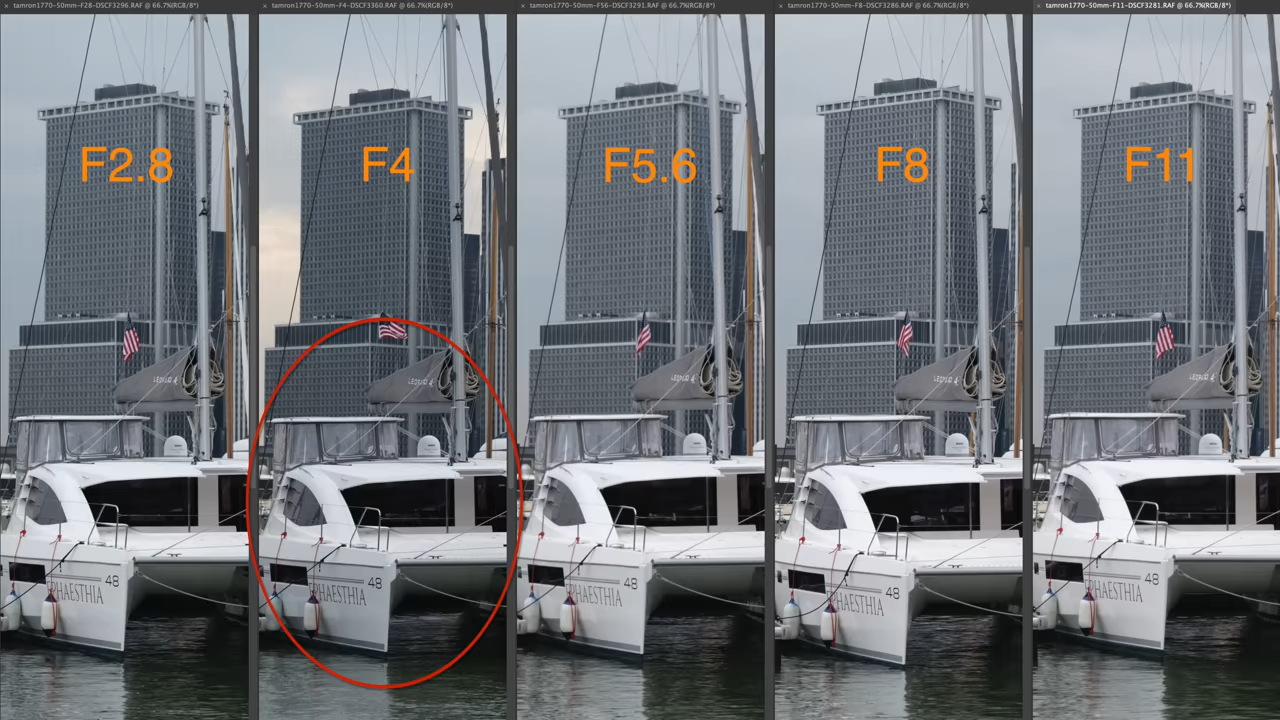 × tamron1770-50mm-F28-DSCF3296.RAF @ 66.7%(RGB/8*)
× tamron1770-50mm-F4-DSCF3360.RAF @ 66.7%(RGB/8*)
× tamron1770-50mm-F56-DSCF3291.RAF @ 66.7%(RGB/8*)
× tamron1770-50mm-F8-DSCF3286.RAF @ 66.7%(RGB/8*)
× tamron1770-50mm-F11-DSCF3281.RAF @ 66.7%(RGB/8*)
F2.8
F4
F5.6
F8
F11
48
PHAESTHIA
48
PHAESTHIA
48
PHAESTHIA
48
PHAESTHIA
48
PHAESTHIA